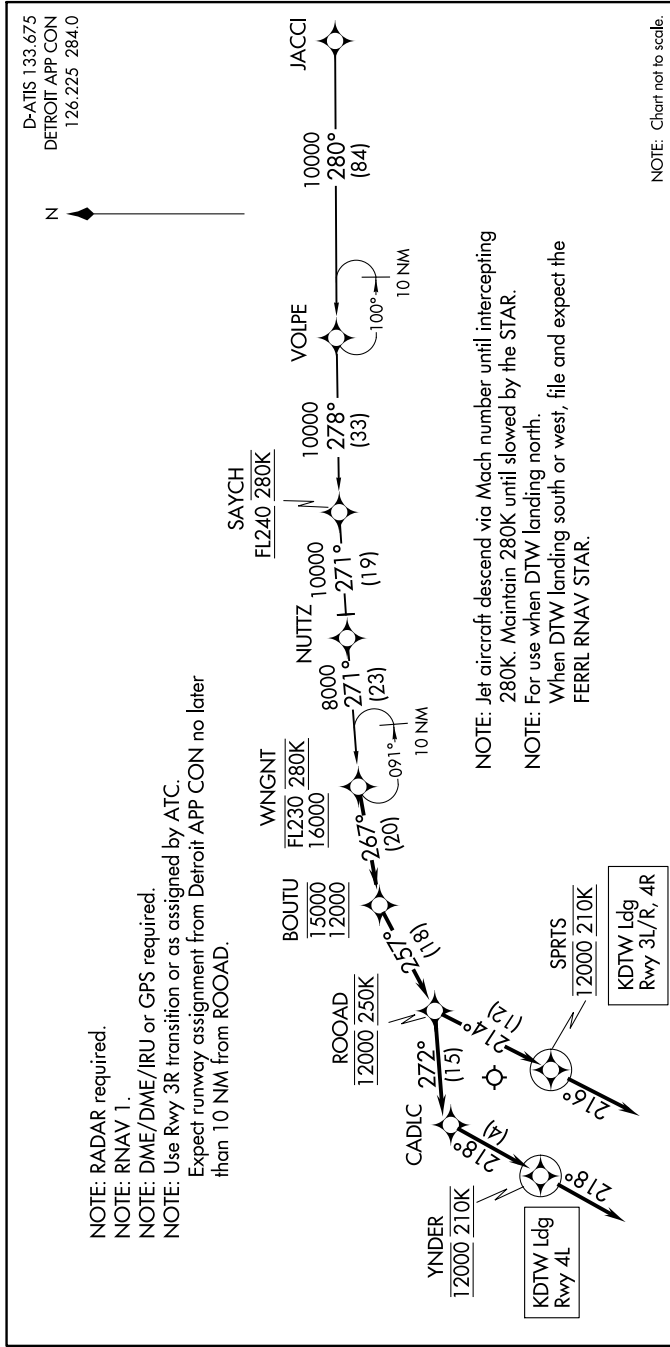 D-ATIS 133.675
DETROIT APP CON
126.225 284.0
N
NOTE: RADAR required.
NOTE: RNAV 1.
NOTE: DME/DME/IRU or GPS required.
NOTE: Use Rwy 3R transition or as assigned by ATC.
Expect runway assignment from Detroit APP CON no later
than 10 NM from ROOAD.
JACCI
10000
280°
(84)
VOLPE
100°
10 NM
10000
278°
(33)
SAYCH
FL240 280K
10000
271°
(19)
NUTTZ
8000
271°
(23)
WNGNT
FL230 280K
16000
091°
10 NM
267°
(20)
BOUTU
15000
12000
257°
(18)
ROOAD
12000 250K
272°
(15)
CADLC
218°
(4)
YNDER
12000 210K
218°
KDTW Ldg
Rwy 4L
214°
(12)
SPRTS
12000 210K
216°
KDTW Ldg
Rwy 3L/R, 4R
NOTE: Jet aircraft descend via Mach number until intercepting
280K. Maintain 280K until slowed by the STAR.
NOTE: For use when DTW landing north.
When DTW landing south or west, file and expect the
FERRL RNAV STAR.
NOTE: Chart not to scale.